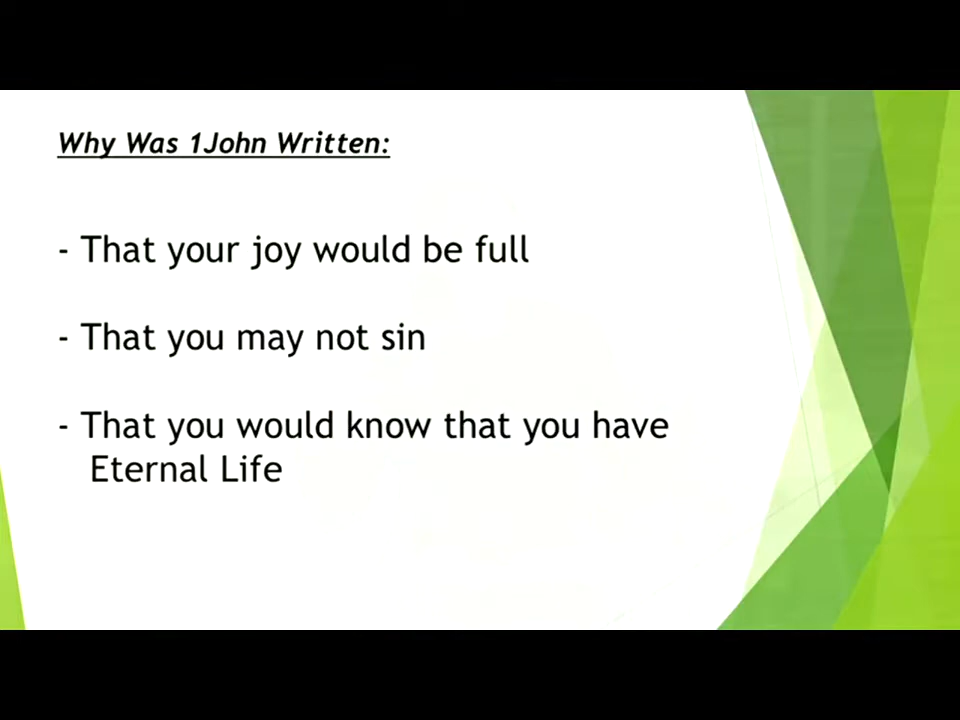 Why Was 1John Written:
- That your joy would be full
- That you may not sin
- That you would know that you have
Eternal Life